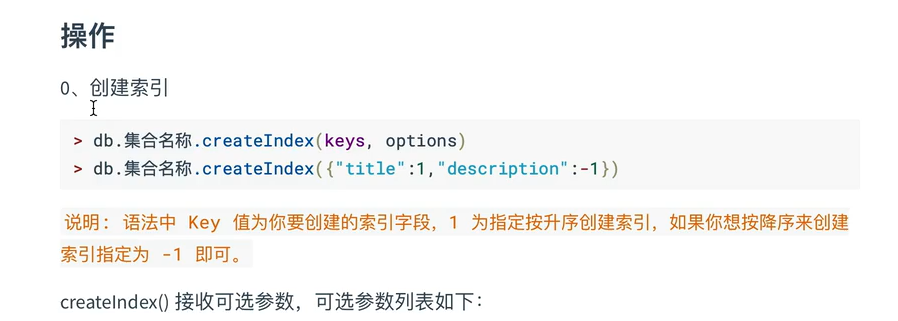 操作
0、创建索引
> db.集合名称.createIndex(keys, options)
> db.集合名称.createIndex({"title":1,"description":-1})
说明: 语法中 Key 值为你要创建的索引字段，1 为指定按升序创建索引，如果你想按降序来创建
索引指定为 -1 即可。
createIndex() 接收可选参数，可选参数列表如下：